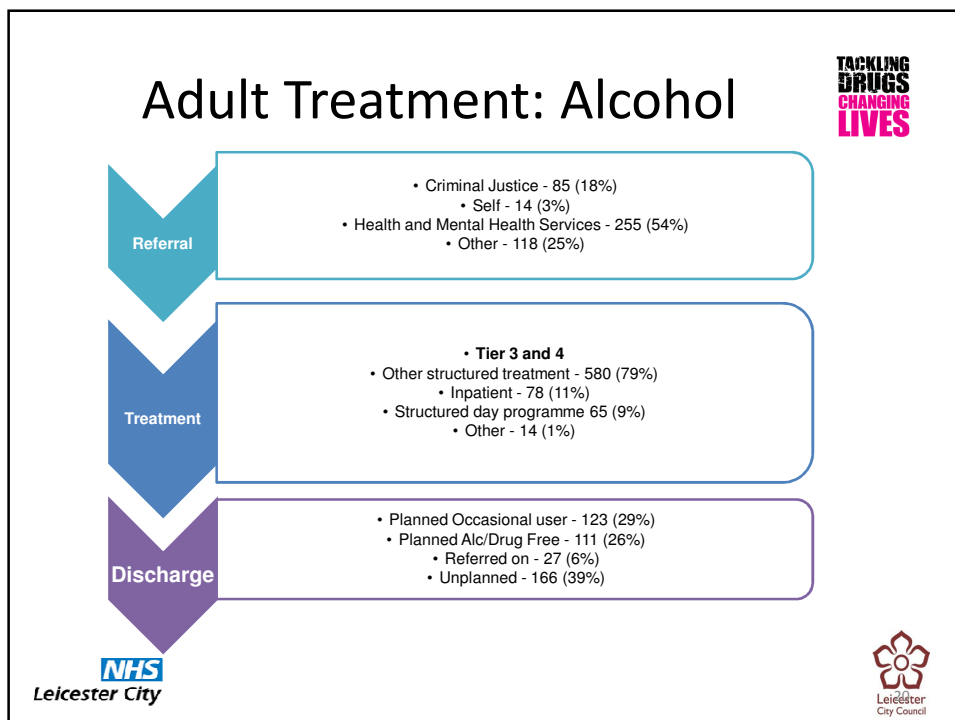 Adult Treatment: Alcohol
TACKLING
DRUGS
CHANGING
LIVES
Referral
• Criminal Justice - 85 (18%)
• Self - 14 (3%)
• Health and Mental Health Services - 255 (54%)
• Other - 118 (25%)
Treatment
• Tier 3 and 4
• Other structured treatment - 580 (79%)
• Inpatient - 78 (11%)
• Structured day programme 65 (9%)
• Other - 14 (1%)
Discharge
• Planned Occasional user - 123 (29%)
• Planned Alc/Drug Free - 111 (26%)
• Referred on - 27 (6%)
• Unplanned - 166 (39%)
NHS
Leicester City
20
Leicester
City Council